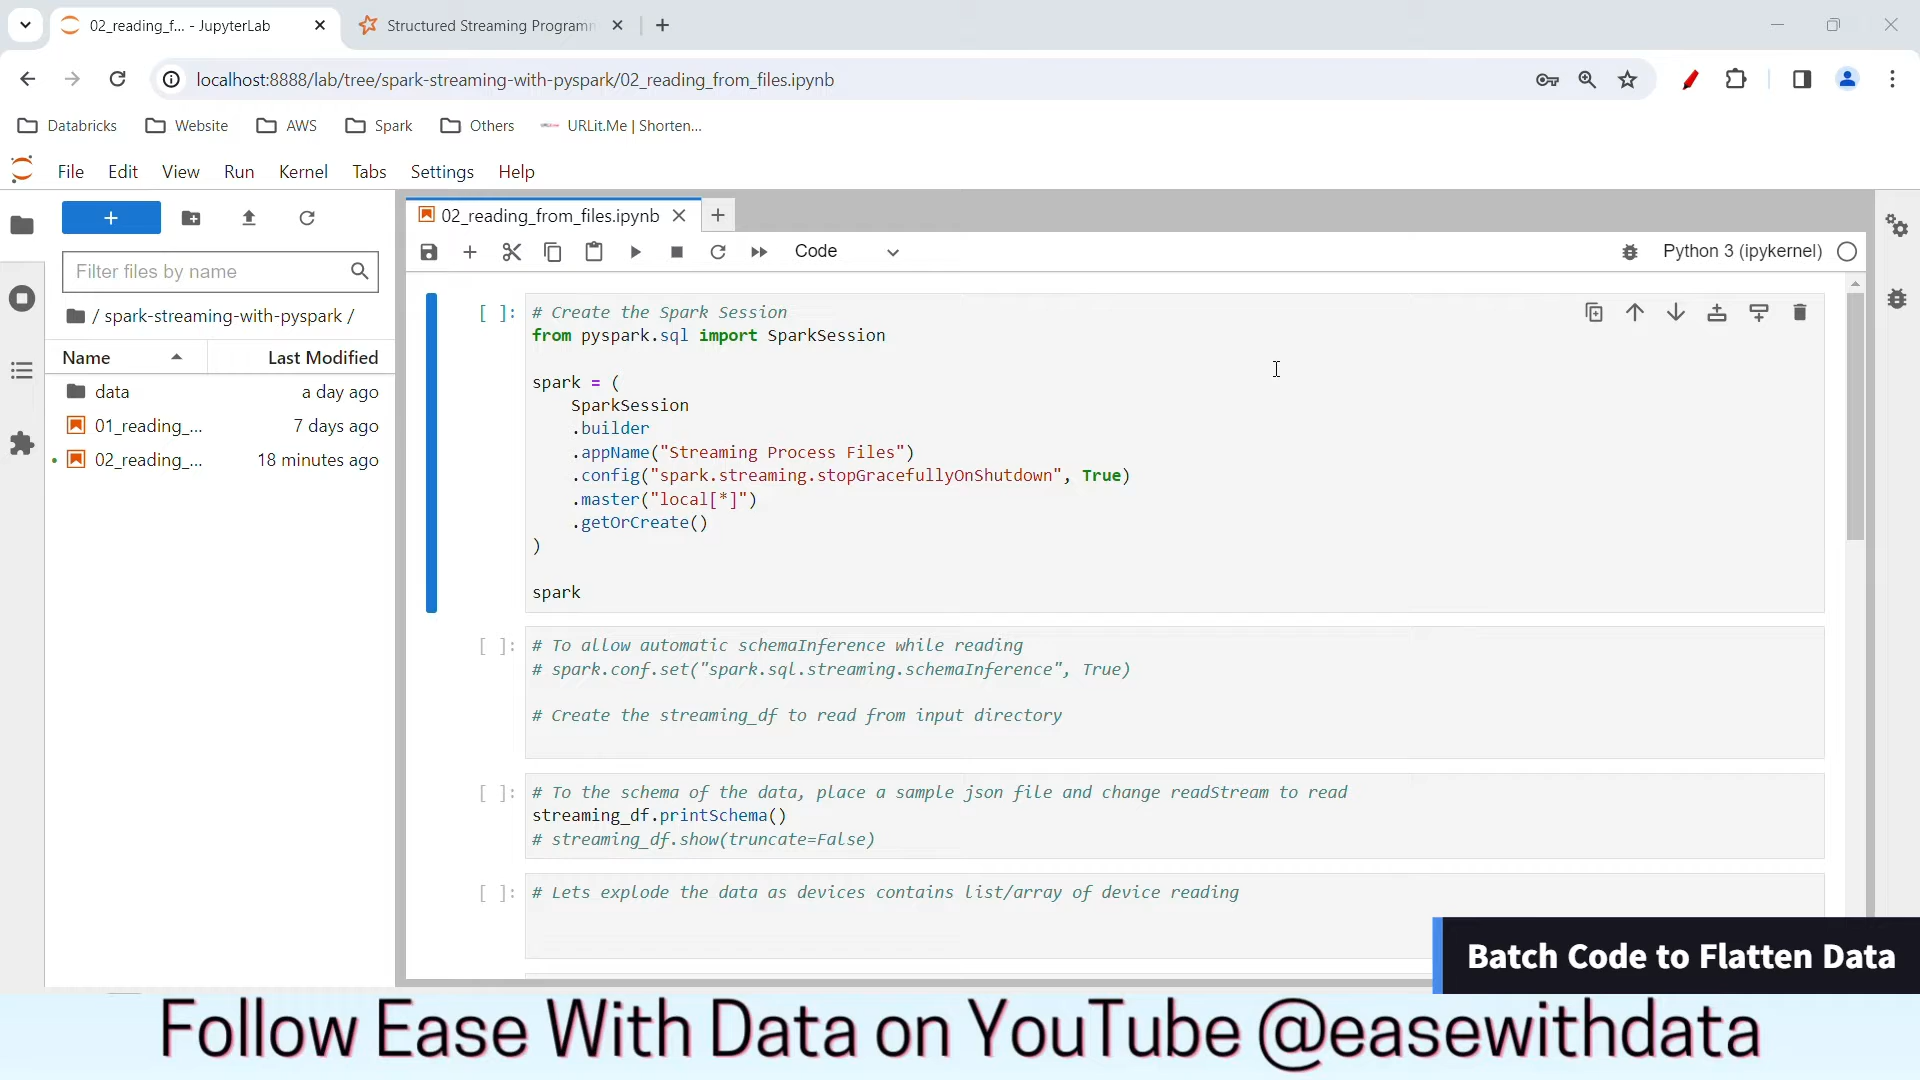 02_reading_f... - JupyterLab
Structured Streaming Programm
localhost:8888/lab/tree/spark-streaming-with-pyspark/02_reading_from_files.ipynb
Databricks Website AWS Spark Others URLit.Me | Shorten...
File Edit View Run Kernel Tabs Settings Help
02_reading_from_files.ipynb
Code
Python 3 (ipykernel)
Filter files by name
/ spark-streaming-with-pyspark /
Name Last Modified
data a day ago
01_reading_... 7 days ago
02_reading_... 18 minutes ago
[ ]: # Create the Spark Session
from pyspark.sql import SparkSession
spark = (
SparkSession
.builder
.appName("Streaming Process Files")
.config("spark.streaming.stopGracefullyOnShutdown", True)
.master("local[*]")
.getOrCreate()
)
spark
[ ]: # To allow automatic schemaInference while reading
# spark.conf.set("spark.sql.streaming.schemaInference", True)
# Create the streaming_df to read from input directory
[ ]: # To the schema of the data, place a sample json file and change readStream to read
streaming_df.printSchema()
# streaming_df.show(truncate=False)
[ ]: # Lets explode the data as devices contains list/array of device reading
Batch Code to Flatten Data
Follow Ease With Data on YouTube @easewithdata